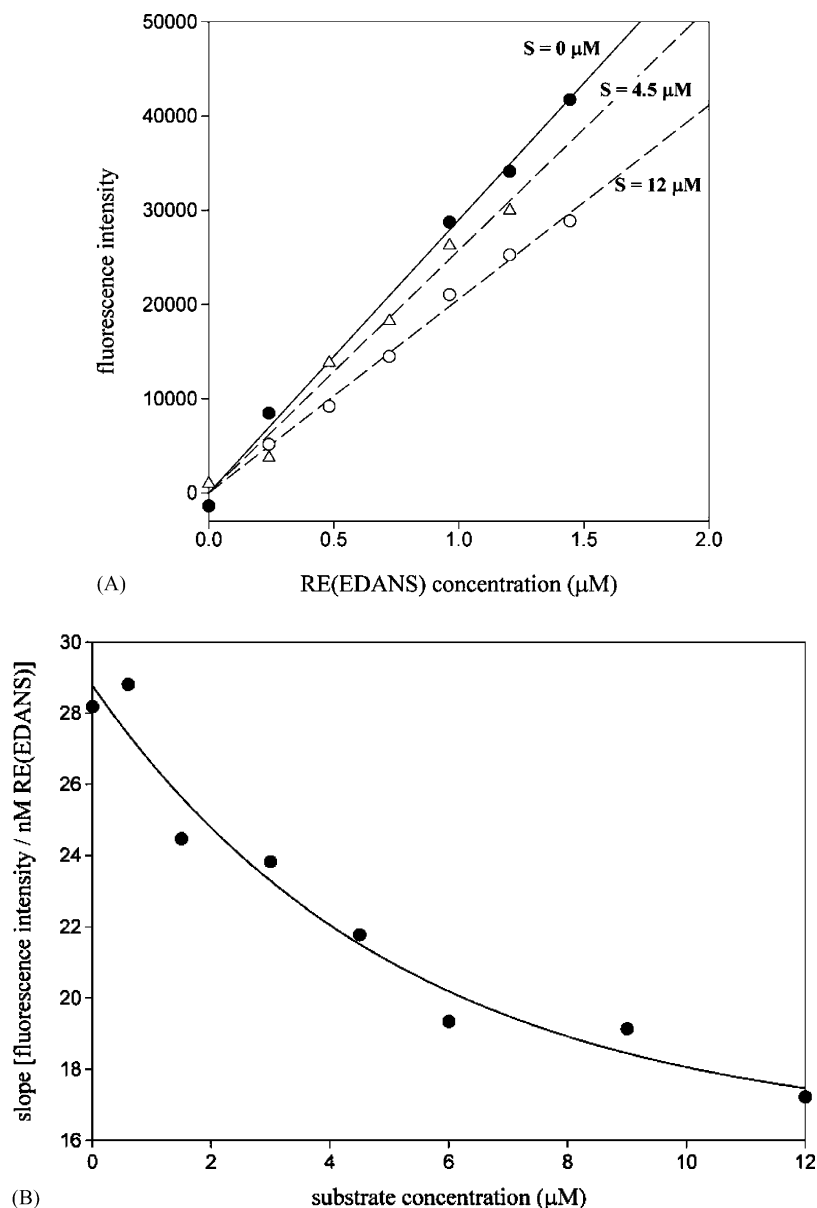 50000
40000
30000
20000
10000
0
fluorescence intensity
S = 0 μM
S = 4.5 μM
S = 12 μM
0.0 0.5 1.0 1.5 2.0
(A) RE(EDANS) concentration (μM)
30
28
26
24
22
20
18
16
slope [fluorescence intensity / nM RE(EDANS)]
0 2 4 6 8 10 12
(B) substrate concentration (μM)